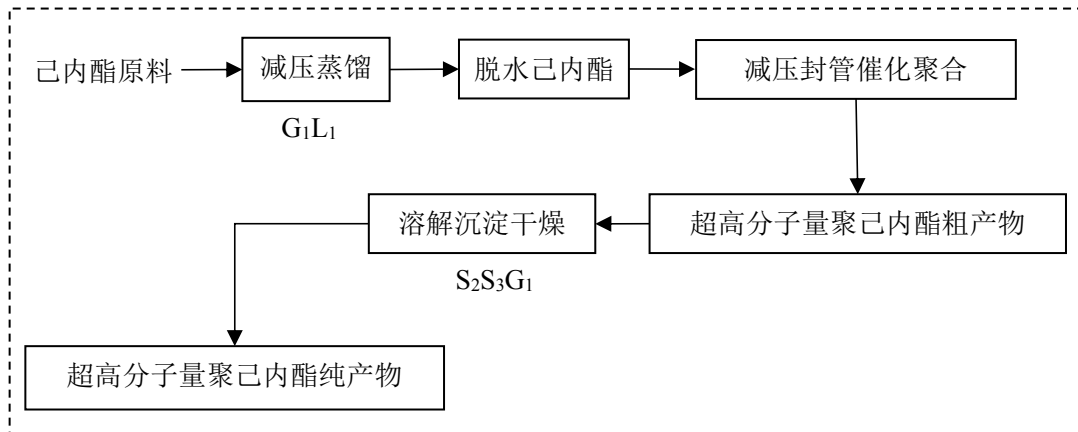 己内酯原料
减压蒸馏
脱水己内酯
减压封管催化聚合
G₁L₁
溶解沉淀干燥
超高分子量聚己内酯粗产物
S₂S₃G₁
超高分子量聚己内酯纯产物